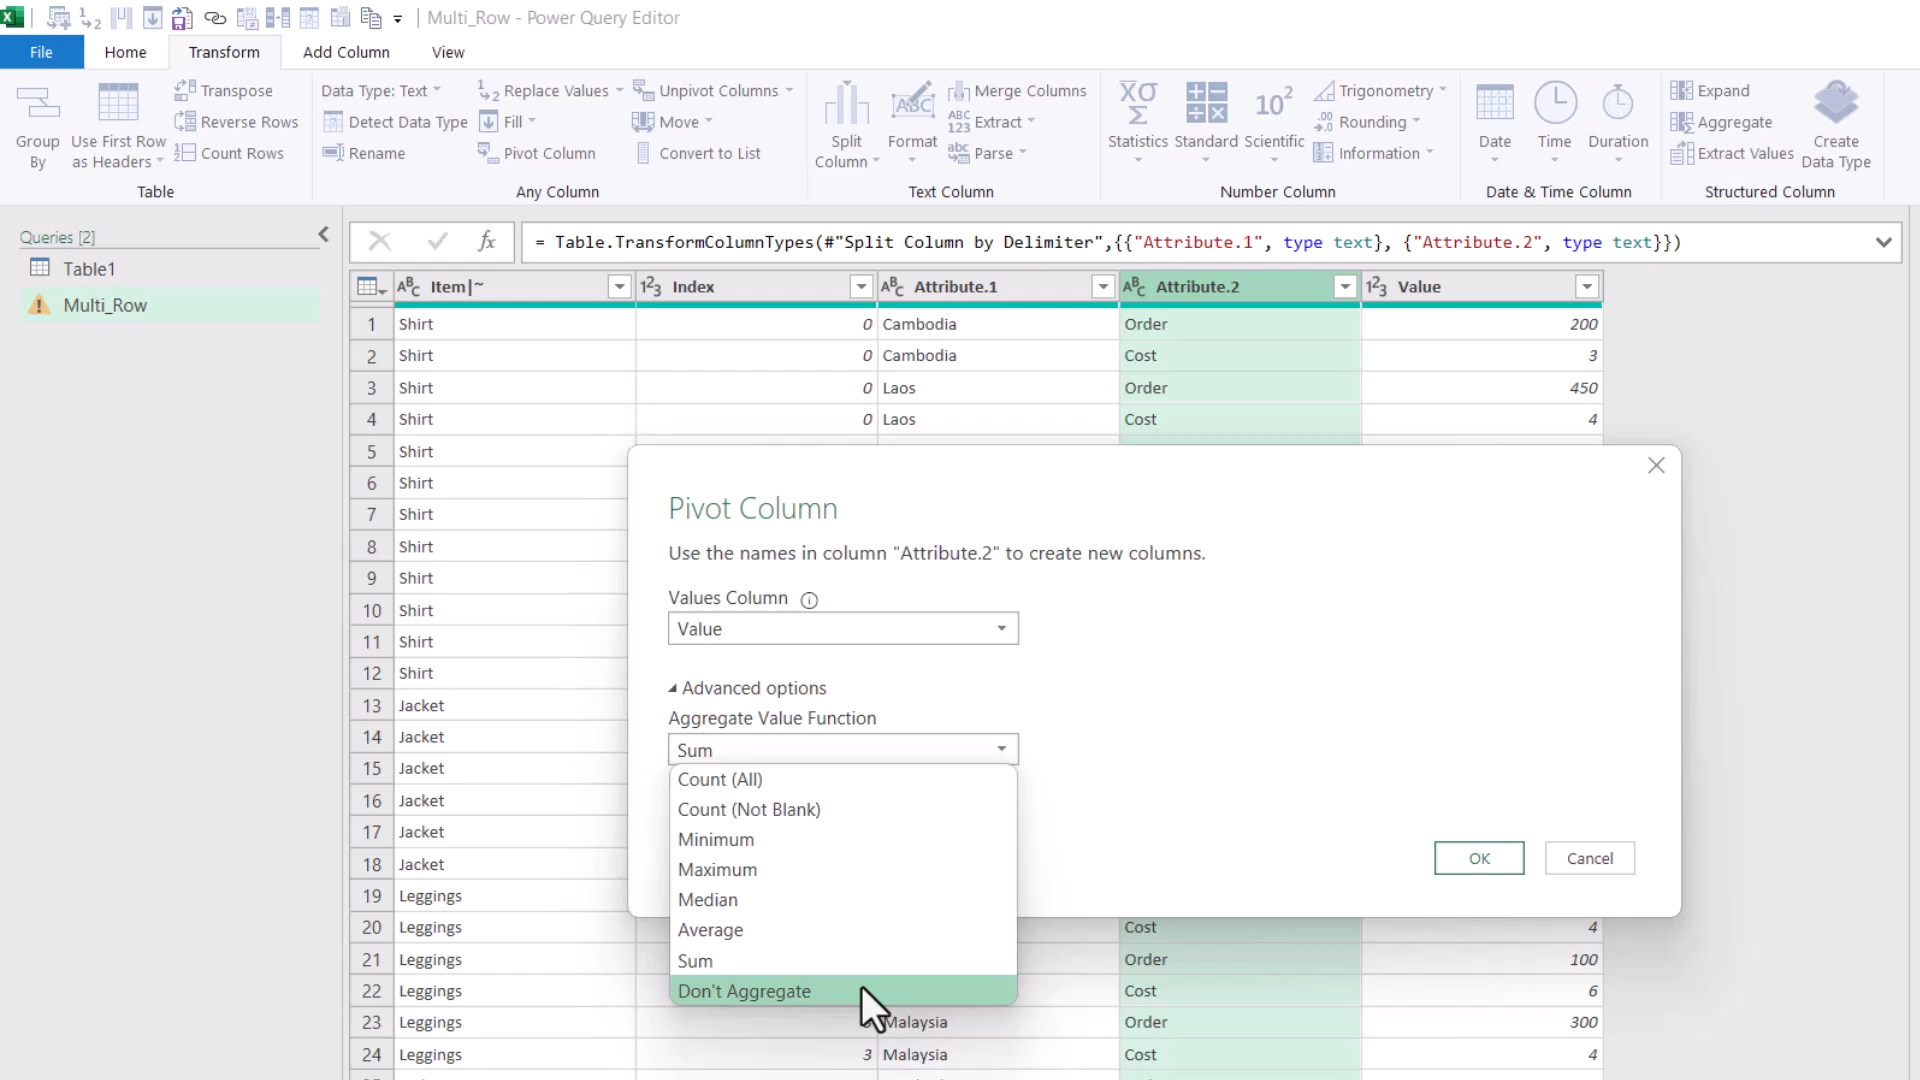 Multi_Row - Power Query Editor
File
Home
Transform
Add Column
View
Group By
Use First Row as Headers
Transpose
Reverse Rows
Count Rows
Table
Data Type: Text
Detect Data Type
Rename
Replace Values
Fill
Pivot Column
Unpivot Columns
Move
Convert to List
Any Column
Split Column
Format
Merge Columns
Extract
Parse
Text Column
Statistics
Standard
Scientific
Trigonometry
Rounding
Information
Number Column
Date
Time
Duration
Date & Time Column
Expand
Aggregate
Extract Values
Create Data Type
Structured Column
Queries [2]
Table1
Multi_Row
fx
= Table.TransformColumnTypes(#"Split Column by Delimiter",{{"Attribute.1", type text}, {"Attribute.2", type text}})
Item|~ Index Attribute.1 Attribute.2 Value
1 Shirt 0 Cambodia Order 200
2 Shirt 0 Cambodia Cost 3
3 Shirt 0 Laos Order 450
4 Shirt 0 Laos Cost 4
5 Shirt
6 Shirt
7 Shirt
8 Shirt
9 Shirt
10 Shirt
11 Shirt
12 Shirt
13 Jacket
14 Jacket
15 Jacket
16 Jacket
17 Jacket
18 Jacket
19 Leggings
20 Leggings Cost 4
21 Leggings Order 100
22 Leggings Cost 6
23 Leggings Malaysia Order 300
24 Leggings 3 Malaysia Cost 4
Pivot Column
Use the names in column "Attribute.2" to create new columns.
Values Column
Value
Advanced options
Aggregate Value Function
Sum
Count (All)
Count (Not Blank)
Minimum
Maximum
Median
Average
Sum
Don't Aggregate
OK
Cancel